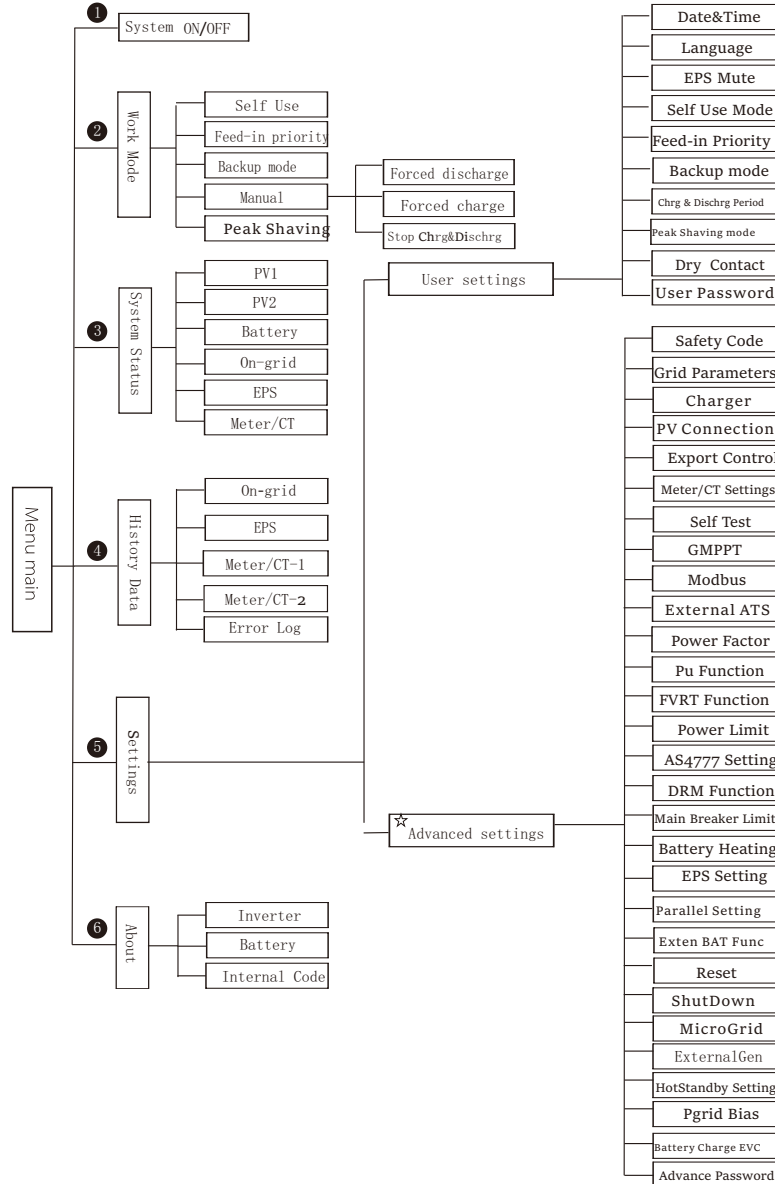 Menu main
1
System ON/OFF
2
Work Mode
Self Use
Feed-in priority
Backup mode
Manual
Peak Shaving
Forced discharge
Forced charge
Stop Chrg&Dischrg
3
System Status
PV1
PV2
Battery
On-grid
EPS
Meter/CT
4
History Data
On-grid
EPS
Meter/CT-1
Meter/CT-2
Error Log
5
Settings
User settings
Date&Time
Language
EPS Mute
Self Use Mode
Feed-in Priority
Backup mode
Chrg & Dischrg Period
Peak Shaving mode
Dry Contact
User Password
☆
Advanced settings
Safety Code
Grid Parameters
Charger
PV Connection
Export Control
Meter/CT Settings
Self Test
GMPPT
Modbus
External ATS
Power Factor
Pu Function
FVRT Function
Power Limit
AS4777 Setting
DRM Function
Main Breaker Limit
Battery Heating
EPS Setting
Parallel Setting
Exten BAT Func
Reset
ShutDown
MicroGrid
ExternalGen
HotStandby Setting
Pgrid Bias
Battery Charge EVC
Advance Password
6
About
Inverter
Battery
Internal Code